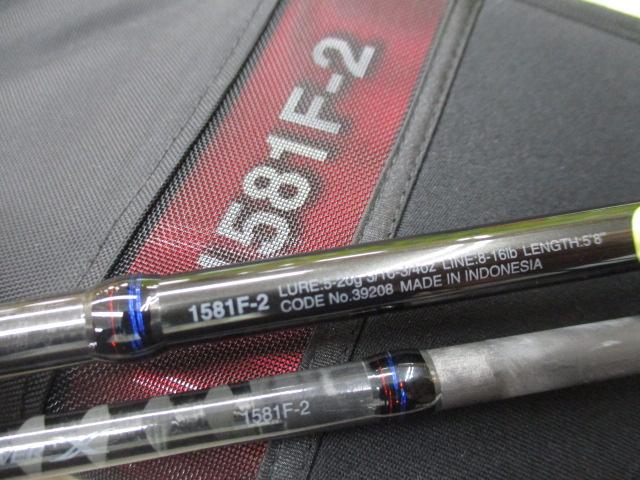 1581F-2
1581F-2 LURE:5-20g 3/16-3/4oz LINE:8-16lb LENGTH:5'8"
CODE No.39208 MADE IN INDONESIA
1581F-2